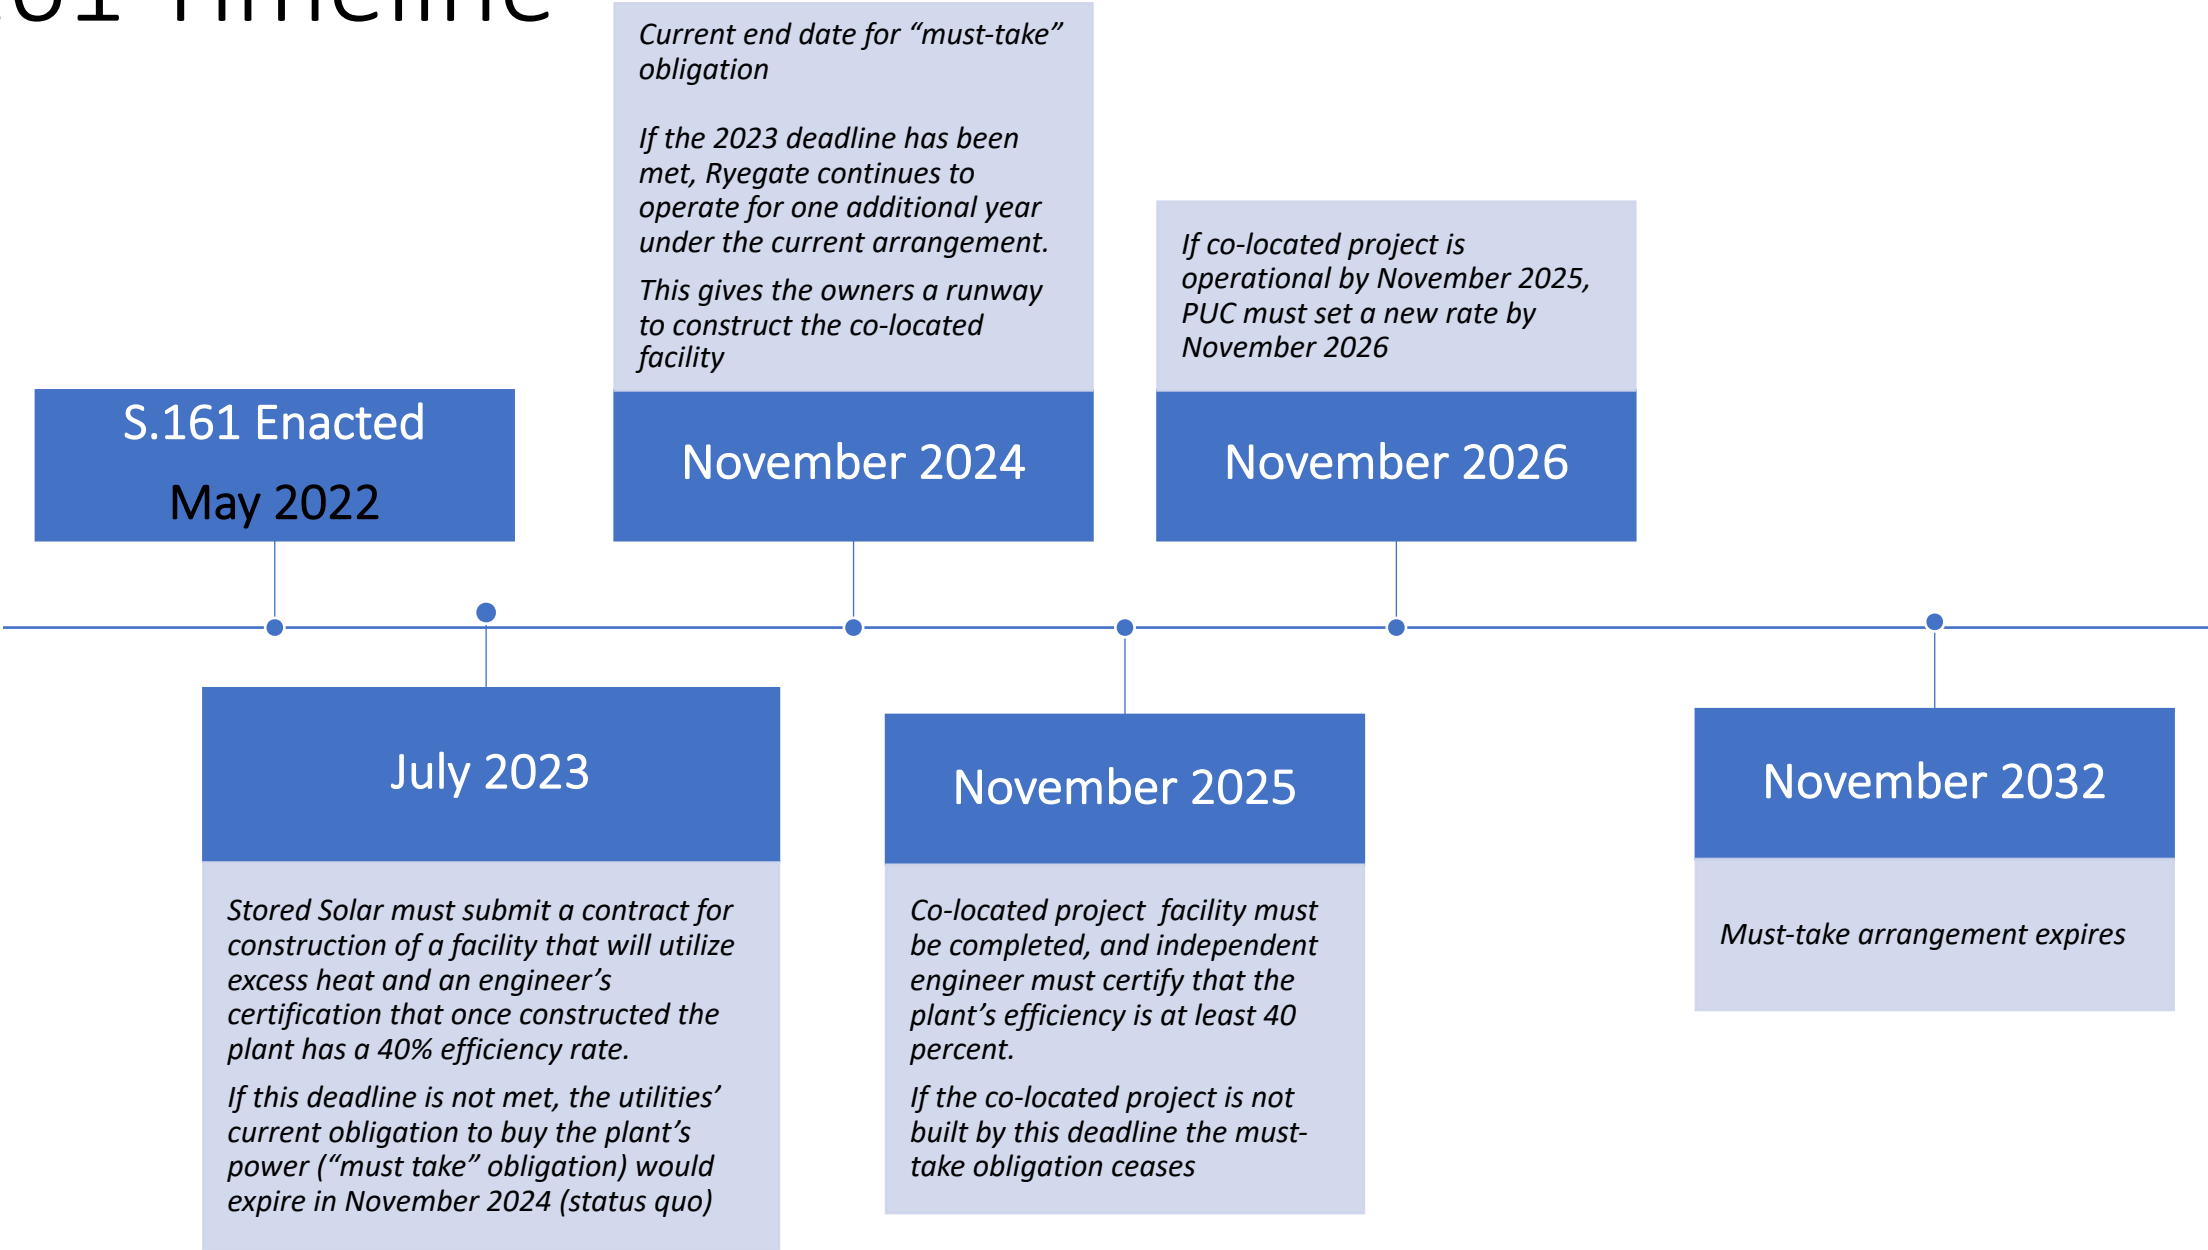 Timeline
Current end date for “must-take”
obligation
If the 2023 deadline has been
met, Ryegate continues to
operate for one additional year
under the current arrangement.
This gives the owners a runway
to construct the co-located
facility
If co-located project is
operational by November 2025,
PUC must set a new rate by
November 2026
S.161 Enacted
May 2022
November 2024
November 2026
July 2023
Stored Solar must submit a contract for
construction of a facility that will utilize
excess heat and an engineer’s
certification that once constructed the
plant has a 40% efficiency rate.
If this deadline is not met, the utilities’
current obligation to buy the plant’s
power (“must take” obligation) would
expire in November 2024 (status quo)
November 2025
Co-located project  facility must
be completed, and independent
engineer must certify that the
plant’s efficiency is at least 40
percent.
If the co-located project is not
built by this deadline the must-
take obligation ceases
November 2032
Must-take arrangement expires